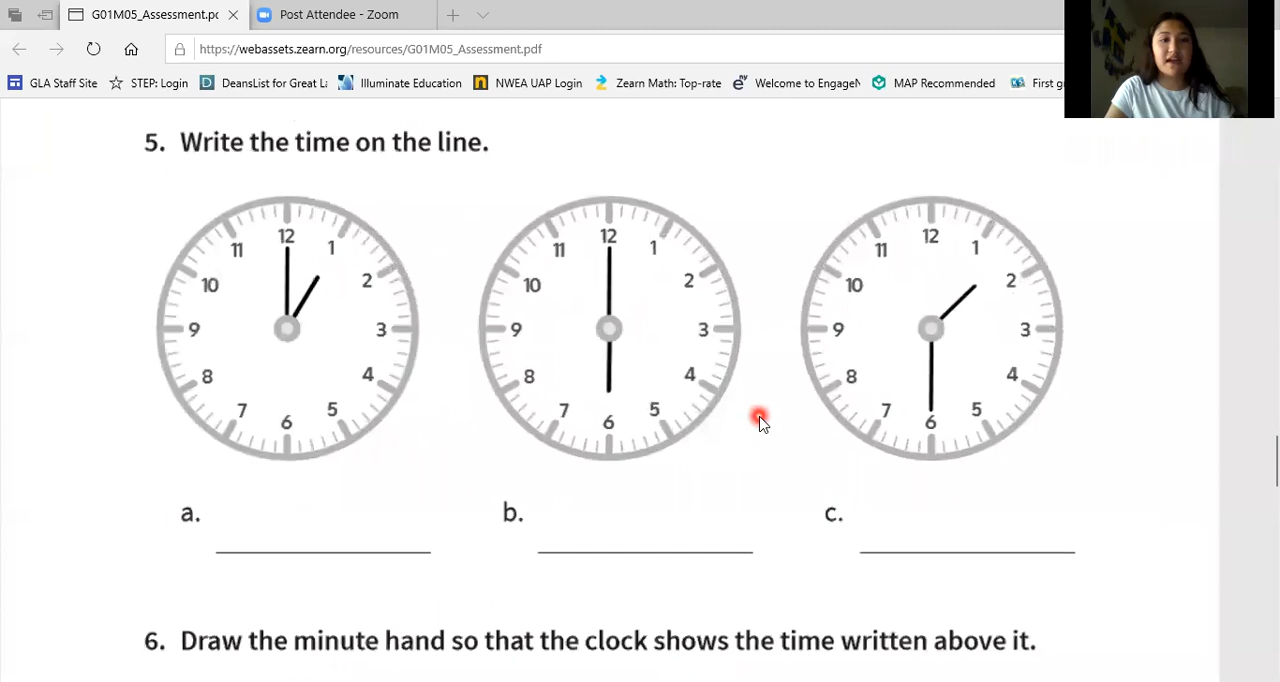 G01M05_Assessment.pc
Post Attendee - Zoom
https://webassets.zearn.org/resources/G01M05_Assessment.pdf
GLA Staff Site STEP: Login DeansList for Great La Illuminate Education NWEA UAP Login Zearn Math: Top-rate Welcome to EngageN MAP Recommended First g
5. Write the time on the line.
12 1 2 3 4 5 6 7 8 9 10 11
12 1 2 3 4 5 6 7 8 9 10 11
12 1 2 3 4 5 6 7 8 9 10 11
a. b. c.
6. Draw the minute hand so that the clock shows the time written above it.